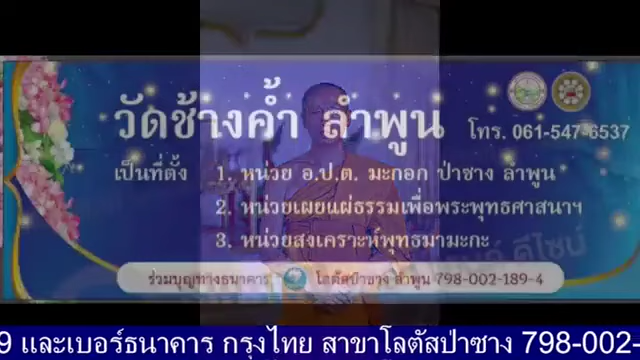 วัดช้างค้ำ ลำพูน
โทร. 061-547-6537
เป็นที่ตั้ง 1. หน่วย อ.ป.ต. มะกอก ป่าซาง ลำพูน
2. หน่วยเผยแผ่ธรรมเพื่อพระพุทธศาสนาฯ
3. หน่วยสงเคราะห์พุทธมามะกะ
ดีไซน์
ร่วมบุญทางธนาคาร โลตัสป่าซาง ลำพูน 798-002-189-4
9 และเบอร์ธนาคาร กรุงไทย สาขาโลตัสป่าซาง 798-002-